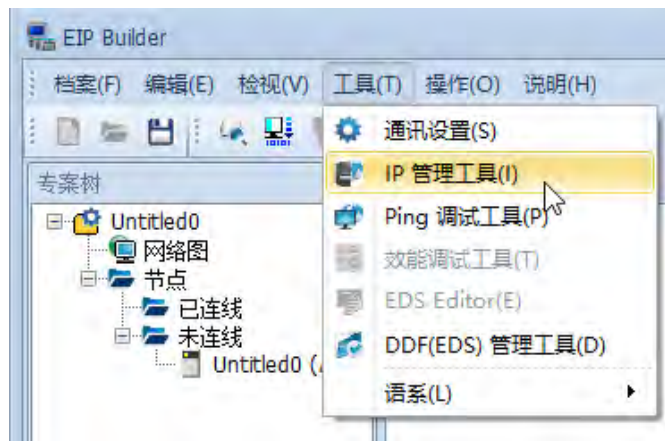 EIP Builder
档案(F) 编辑(E) 检视(V) 工具(T) 操作(O) 说明(H)
通讯设置(S)
IP 管理工具(I)
Ping 调试工具(P)
效能调试工具(T)
EDS Editor(E)
DDF(EDS) 管理工具(D)
语系(L)
专案树
Untitled0
网络图
节点
已连线
未连线
Untitled0 (